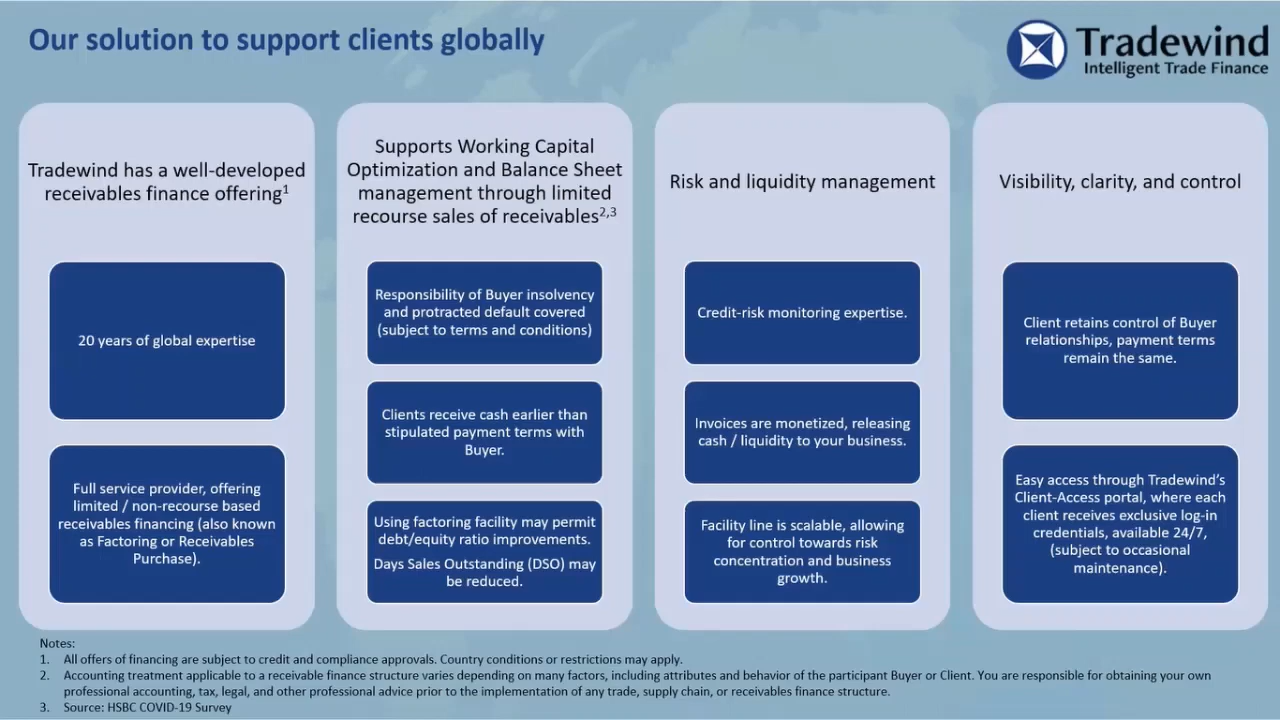 Our solution to support clients globally
Tradewind
Intelligent Trade Finance
Tradewind has a well-developed
receivables finance offering1
20 years of global expertise
Full service provider, offering
limited / non-recourse based
receivables financing (also known
as Factoring or Receivables
Purchase).
Supports Working Capital
Optimization and Balance Sheet
management through limited
recourse sales of receivables2,3
Responsibility of Buyer insolvency
and protracted default covered
(subject to terms and conditions)
Clients receive cash earlier than
stipulated payment terms with
Buyer.
Using factoring facility may permit
debt/equity ratio improvements.
Days Sales Outstanding (DSO) may
be reduced.
Risk and liquidity management
Credit-risk monitoring expertise.
Invoices are monetized, releasing
cash / liquidity to your business.
Facility line is scalable, allowing
for control towards risk
concentration and business
growth.
Visibility, clarity, and control
Client retains control of Buyer
relationships, payment terms
remain the same.
Easy access through Tradewind's
Client-Access portal, where each
client receives exclusive log-in
credentials, available 24/7,
(subject to occasional
maintenance).
Notes:
1. All offers of financing are subject to credit and compliance approvals. Country conditions or restrictions may apply.
2. Accounting treatment applicable to a receivable finance structure varies depending on many factors, including attributes and behavior of the participant Buyer or Client. You are responsible for obtaining your own
professional accounting, tax, legal, and other professional advice prior to the implementation of any trade, supply chain, or receivables finance structure.
3. Source: HSBC COVID-19 Survey